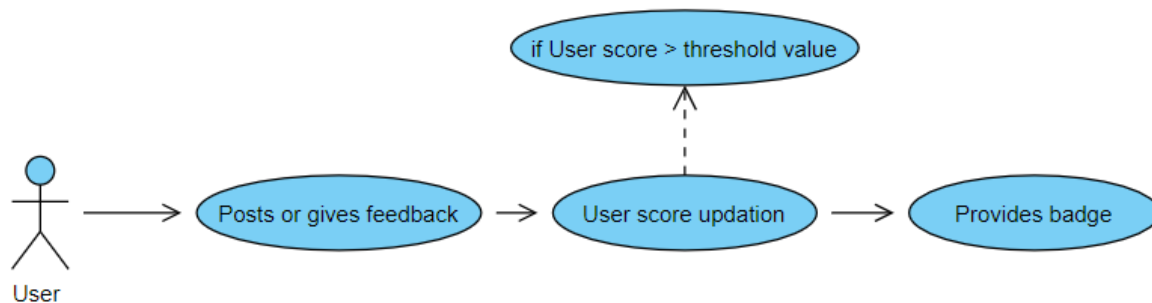 if User score > threshold value
Posts or gives feedback
User score updation
Provides badge
User